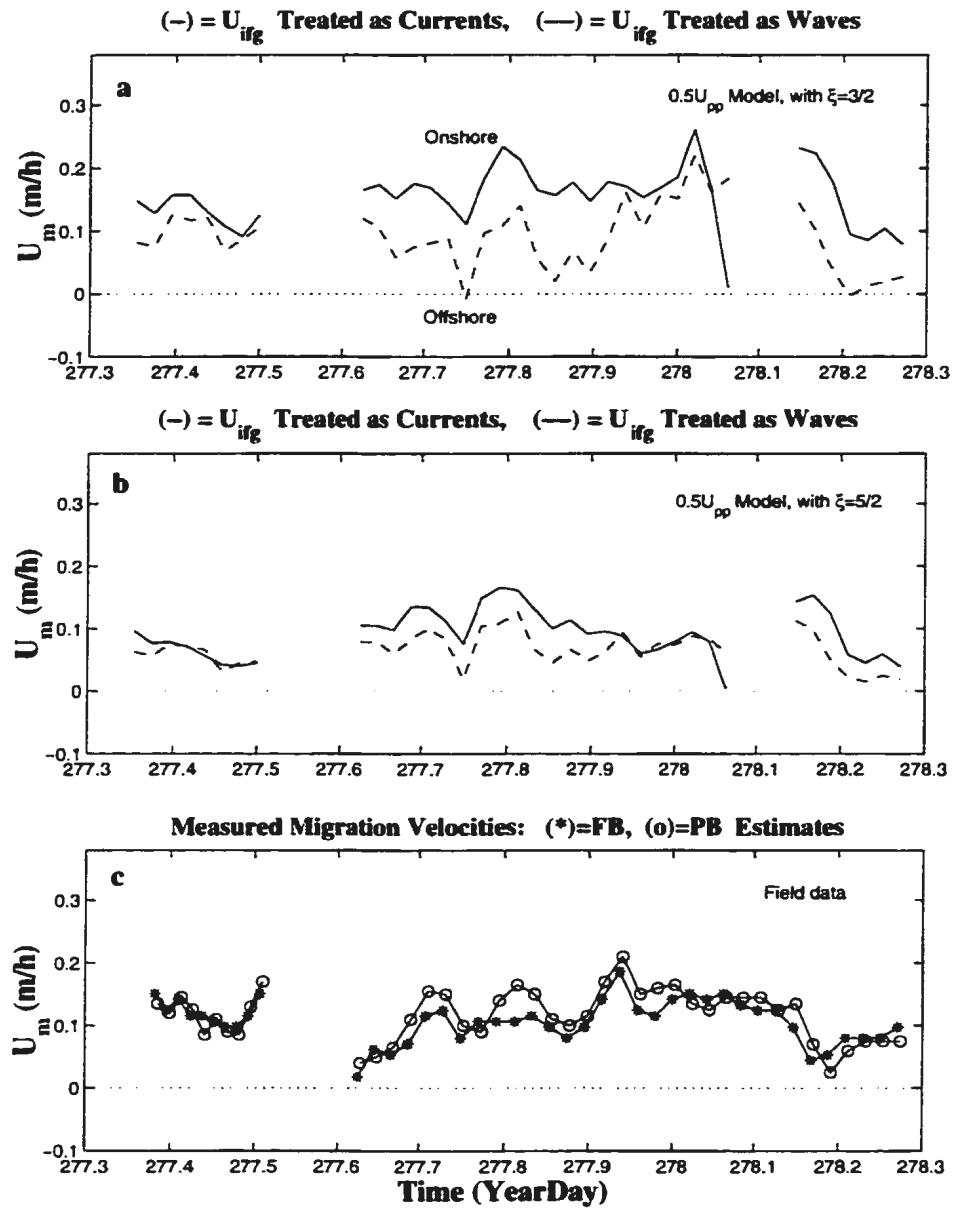 (–) = U_ifg Treated as Currents, (––) = U_ifg Treated as Waves
a
0.5U_pp Model, with ξ=3/2
Onshore
Offshore
U_m (m/h)
0.3
0.2
0.1
0
−0.1
277.3 277.4 277.5 277.6 277.7 277.8 277.9 278 278.1 278.2 278.3
(–) = U_ifg Treated as Currents, (––) = U_ifg Treated as Waves
b
0.5U_pp Model, with ξ=5/2
U_m (m/h)
0.3
0.2
0.1
0
−0.1
277.3 277.4 277.5 277.6 277.7 277.8 277.9 278 278.1 278.2 278.3
Measured Migration Velocities: (*)=FB, (o)=PB Estimates
c
Field data
U_m (m/h)
0.3
0.2
0.1
0
−0.1
277.3 277.4 277.5 277.6 277.7 277.8 277.9 278 278.1 278.2 278.3
Time (YearDay)